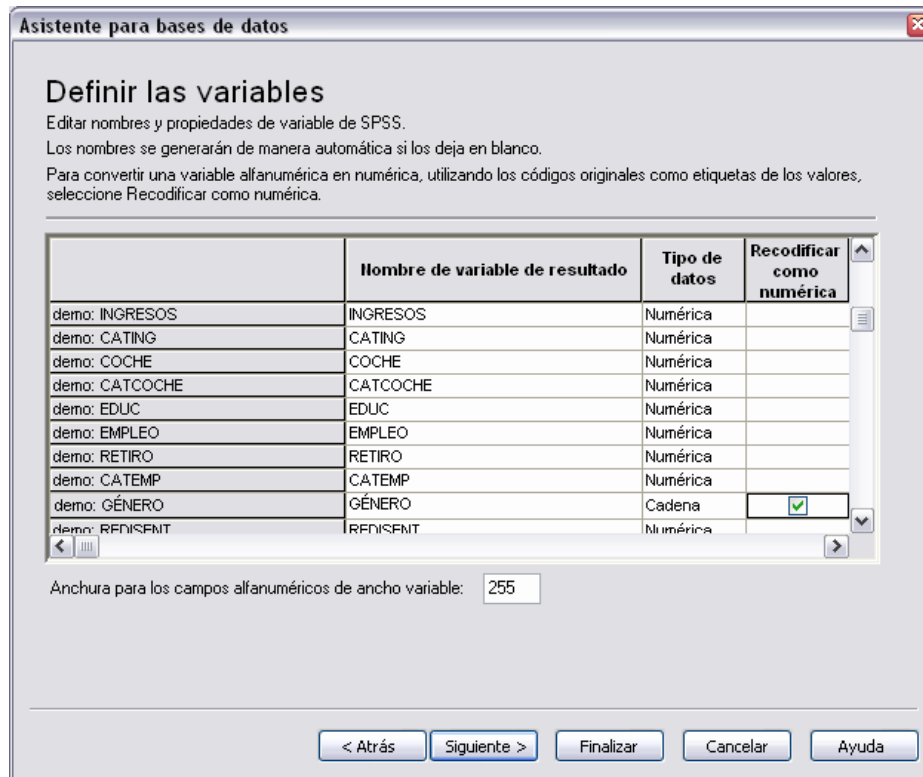 Asistente para bases de datos
Definir las variables
Editar nombres y propiedades de variable de SPSS.
Los nombres se generarán de manera automática si los deja en blanco.
Para convertir una variable alfanumérica en numérica, utilizando los códigos originales como etiquetas de los valores,
seleccione Recodificar como numérica.
Nombre de variable de resultado Tipo de datos Recodificar como numérica
demo: INGRESOS INGRESOS Numérica
demo: CATING CATING Numérica
demo: COCHE COCHE Numérica
demo: CATCOCHE CATCOCHE Numérica
demo: EDUC EDUC Numérica
demo: EMPLEO EMPLEO Numérica
demo: RETIRO RETIRO Numérica
demo: CATEMP CATEMP Numérica
demo: GÉNERO GÉNERO Cadena
demo: REDISENT REDISENT Numérica
Anchura para los campos alfanuméricos de ancho variable: 255
< Atrás Siguiente > Finalizar Cancelar Ayuda